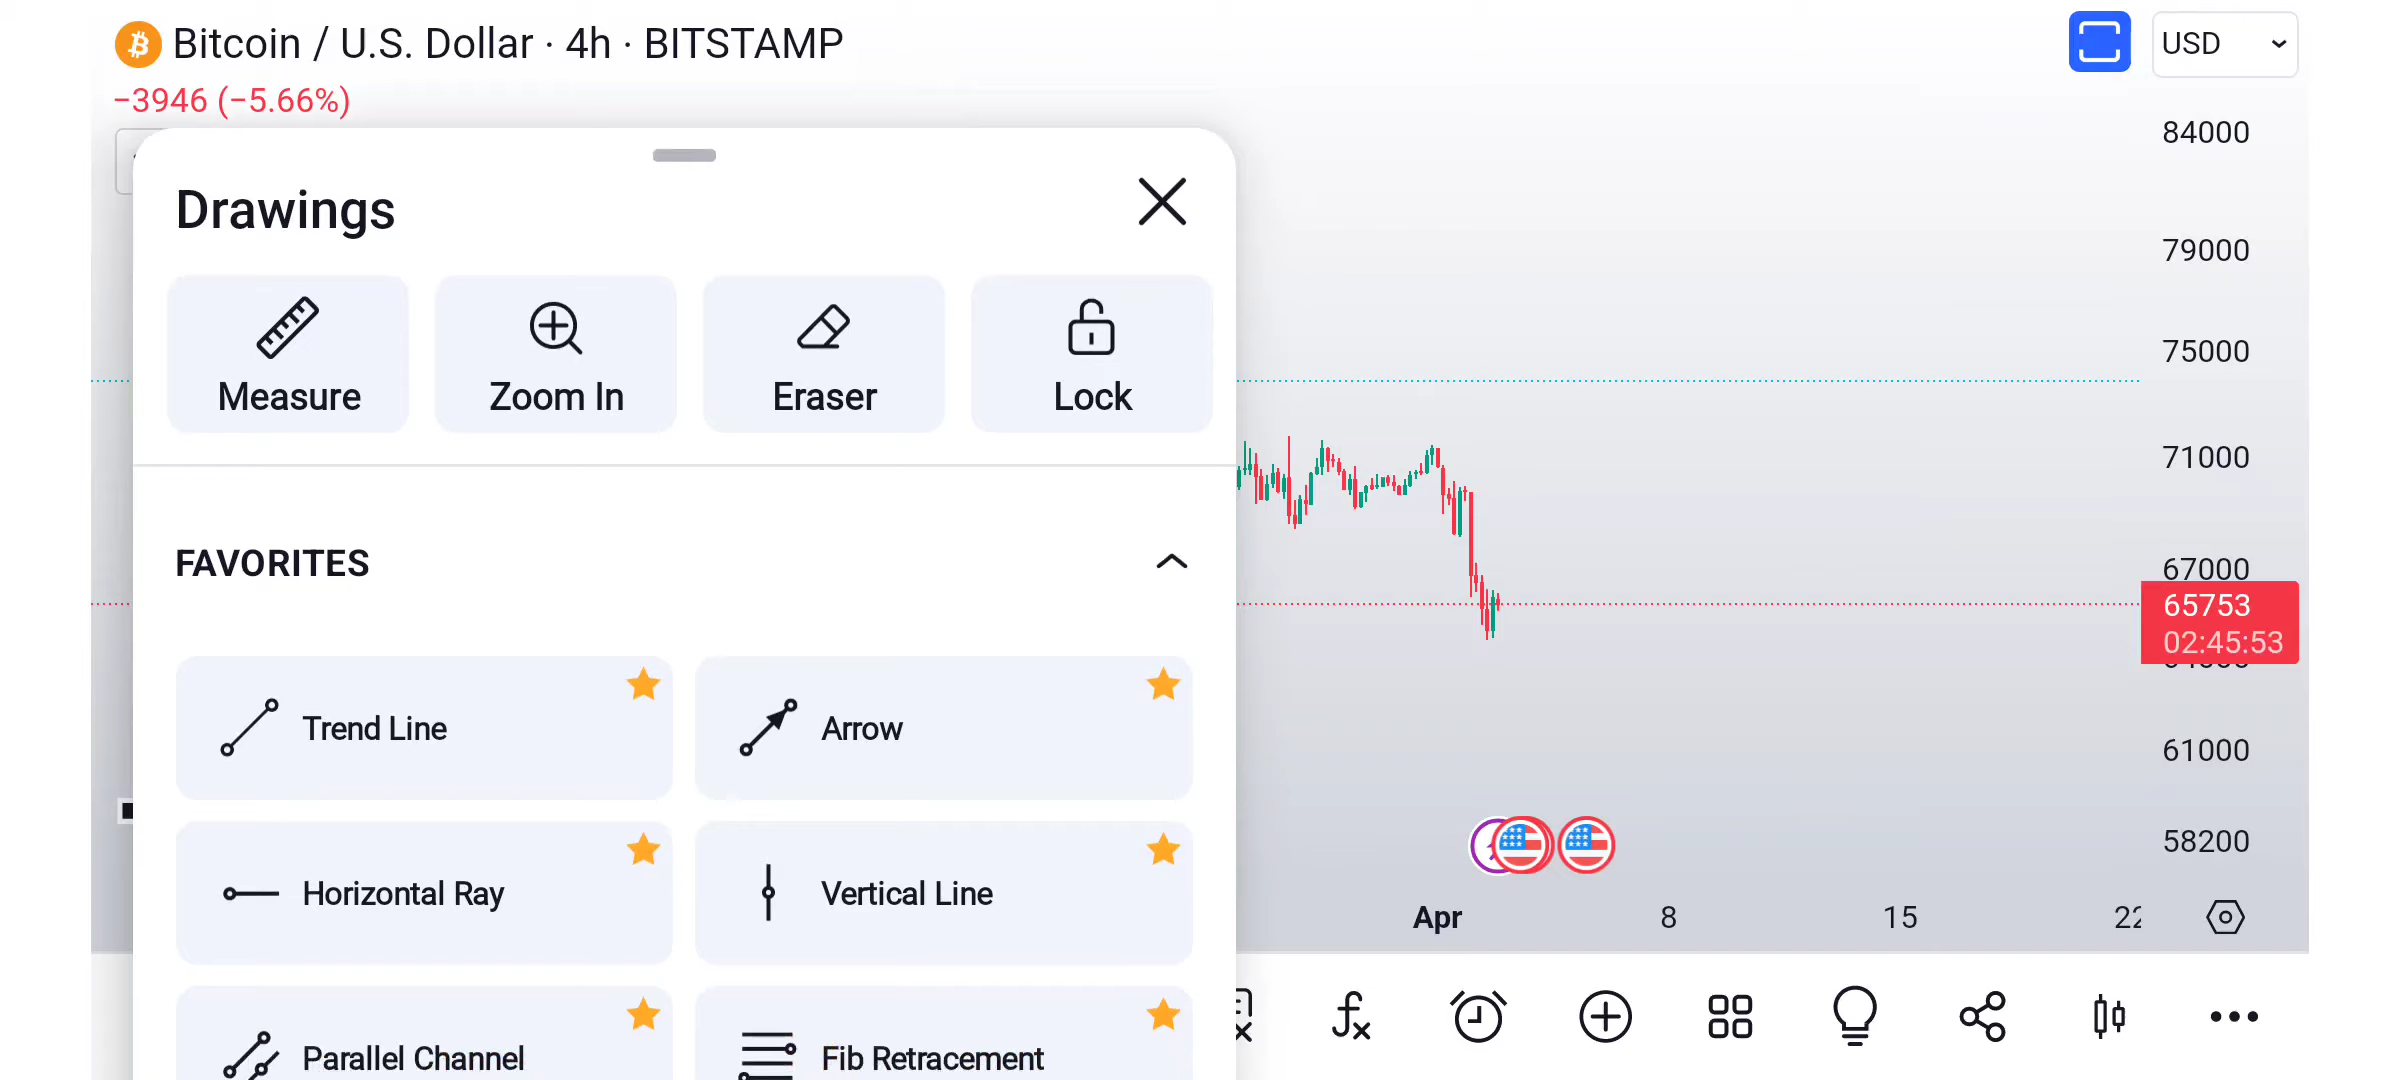 Bitcoin / U.S. Dollar · 4h · BITSTAMP
USD
−3946 (−5.66%)
84000
79000
75000
71000
67000
65753
02:45:53
61000
58200
Drawings
Measure
Zoom In
Eraser
Lock
FAVORITES
Trend Line
Arrow
Horizontal Ray
Vertical Line
Parallel Channel
Fib Retracement
Apr
8
15
22